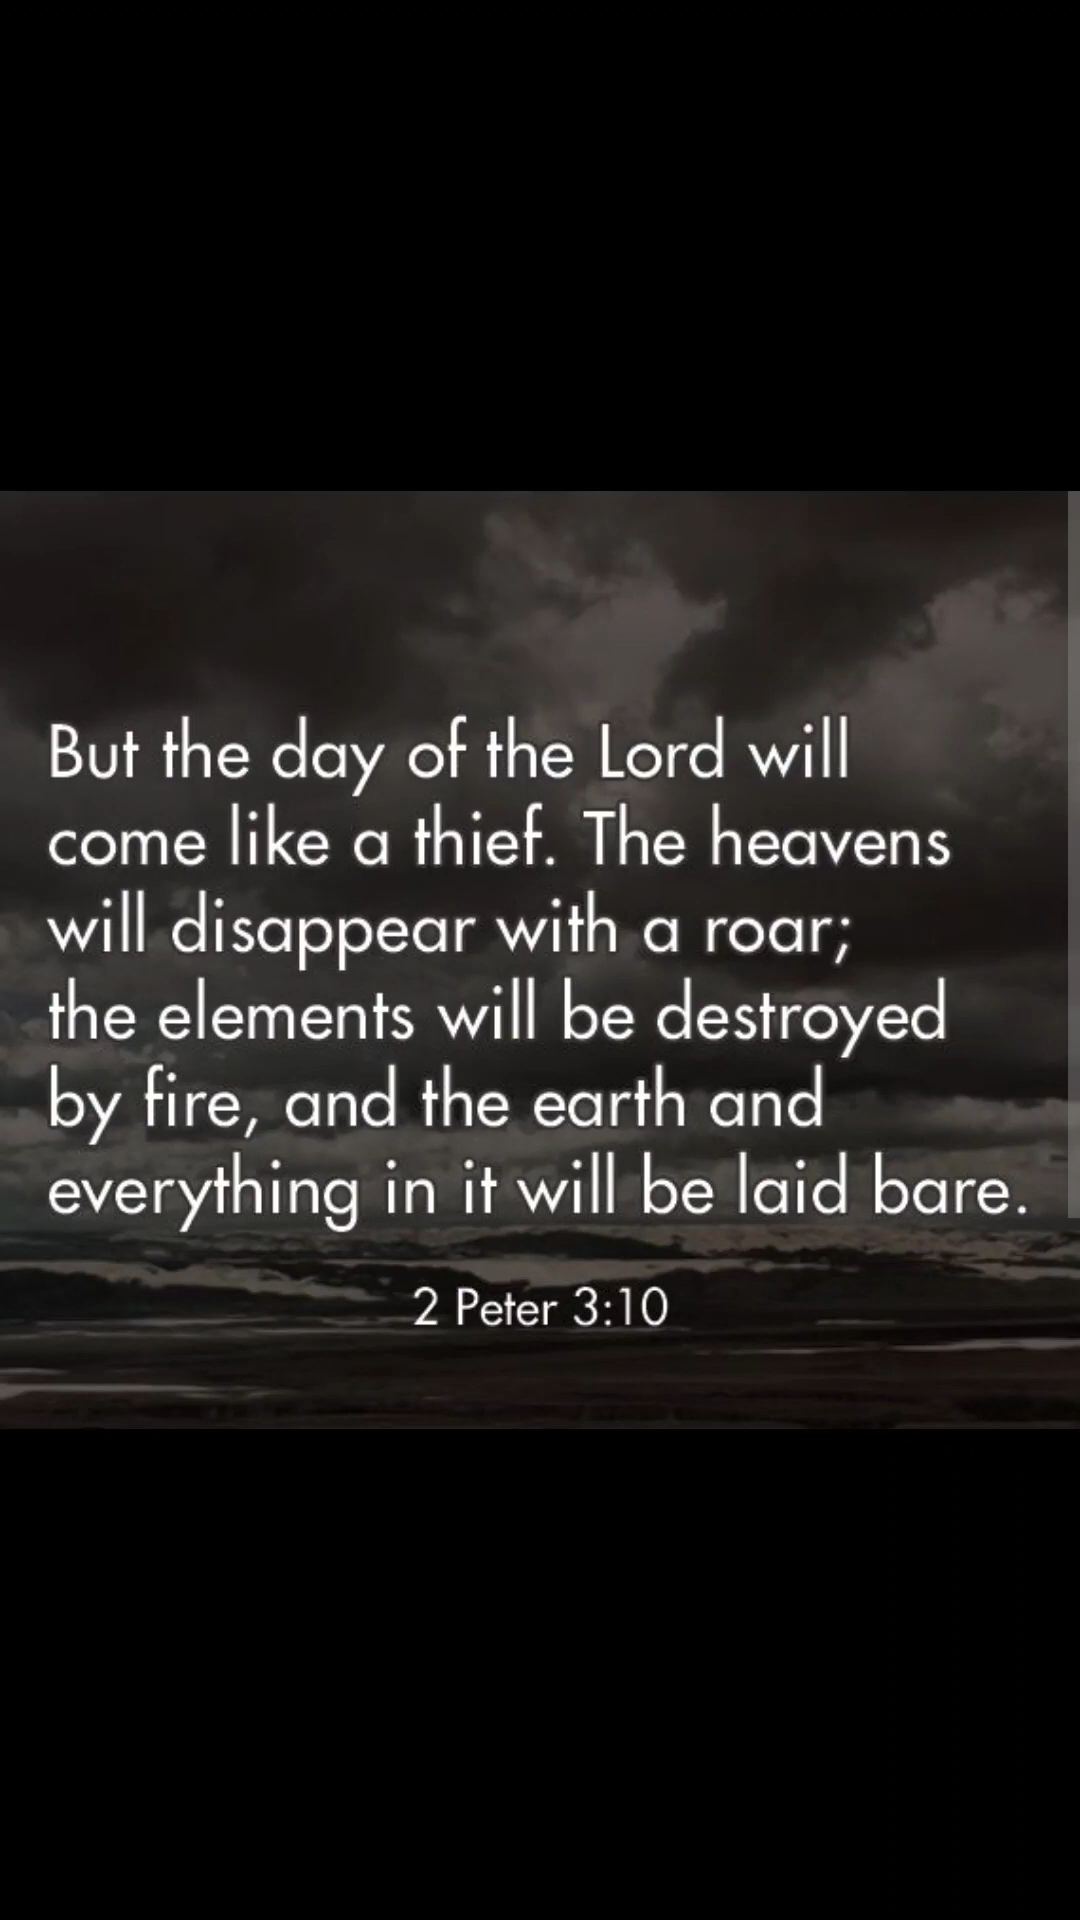 But the day of the Lord will
come like a thief. The heavens
will disappear with a roar;
the elements will be destroyed
by fire, and the earth and
everything in it will be laid bare.
2 Peter 3:10